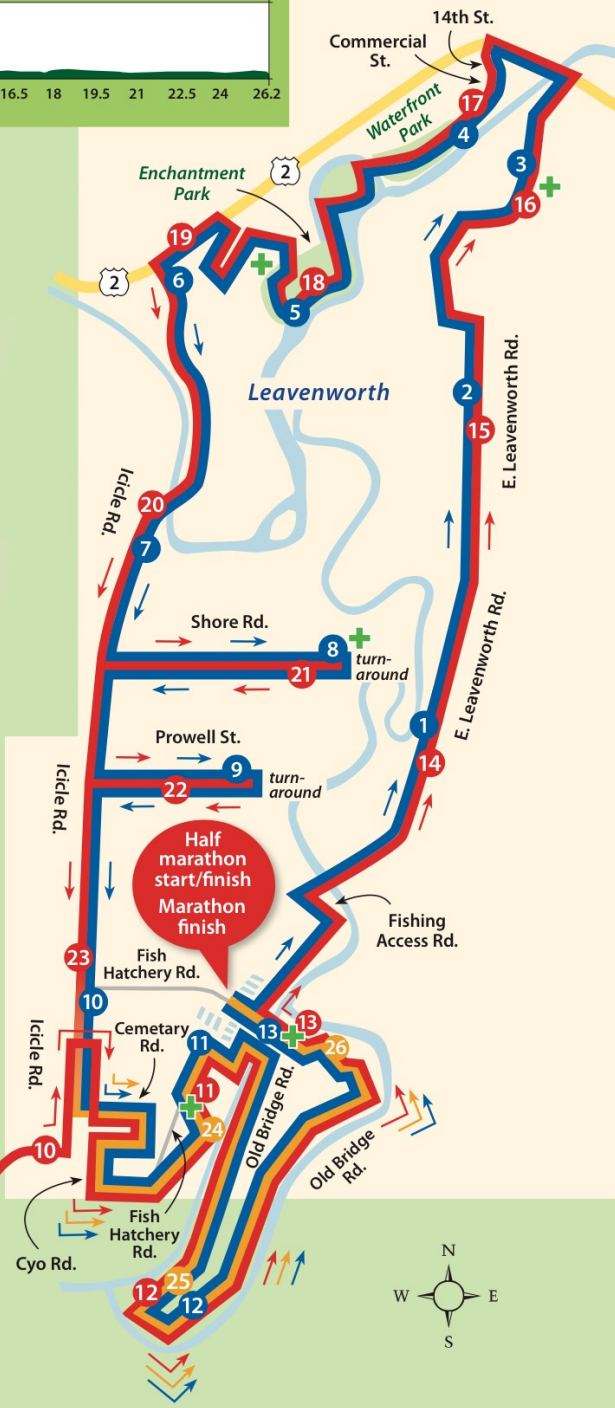 16.5 18 19.5 21 22.5 24 26.2
14th St.
Commercial
St.
17
Waterfront
Park
4
3
2
Enchantment
Park
16
19
18
6
2
5
Leavenworth
2
E. Leavenworth Rd.
15
20
Icicle Rd.
7
Shore Rd.
8
turn-
around
21
E. Leavenworth Rd.
1
Prowell St.
14
9
turn-
around
22
Icicle Rd.
Half
marathon
start/finish
Marathon
finish
Fishing
Access Rd.
23
Fish
Hatchery Rd.
10
Icicle Rd.
Cemetary
Rd.
11
13
13
26
11
24
10
Old Bridge Rd.
Old Bridge
Rd.
Fish
Hatchery
Rd.
Cyo Rd.
25
12
12
N
W E
S